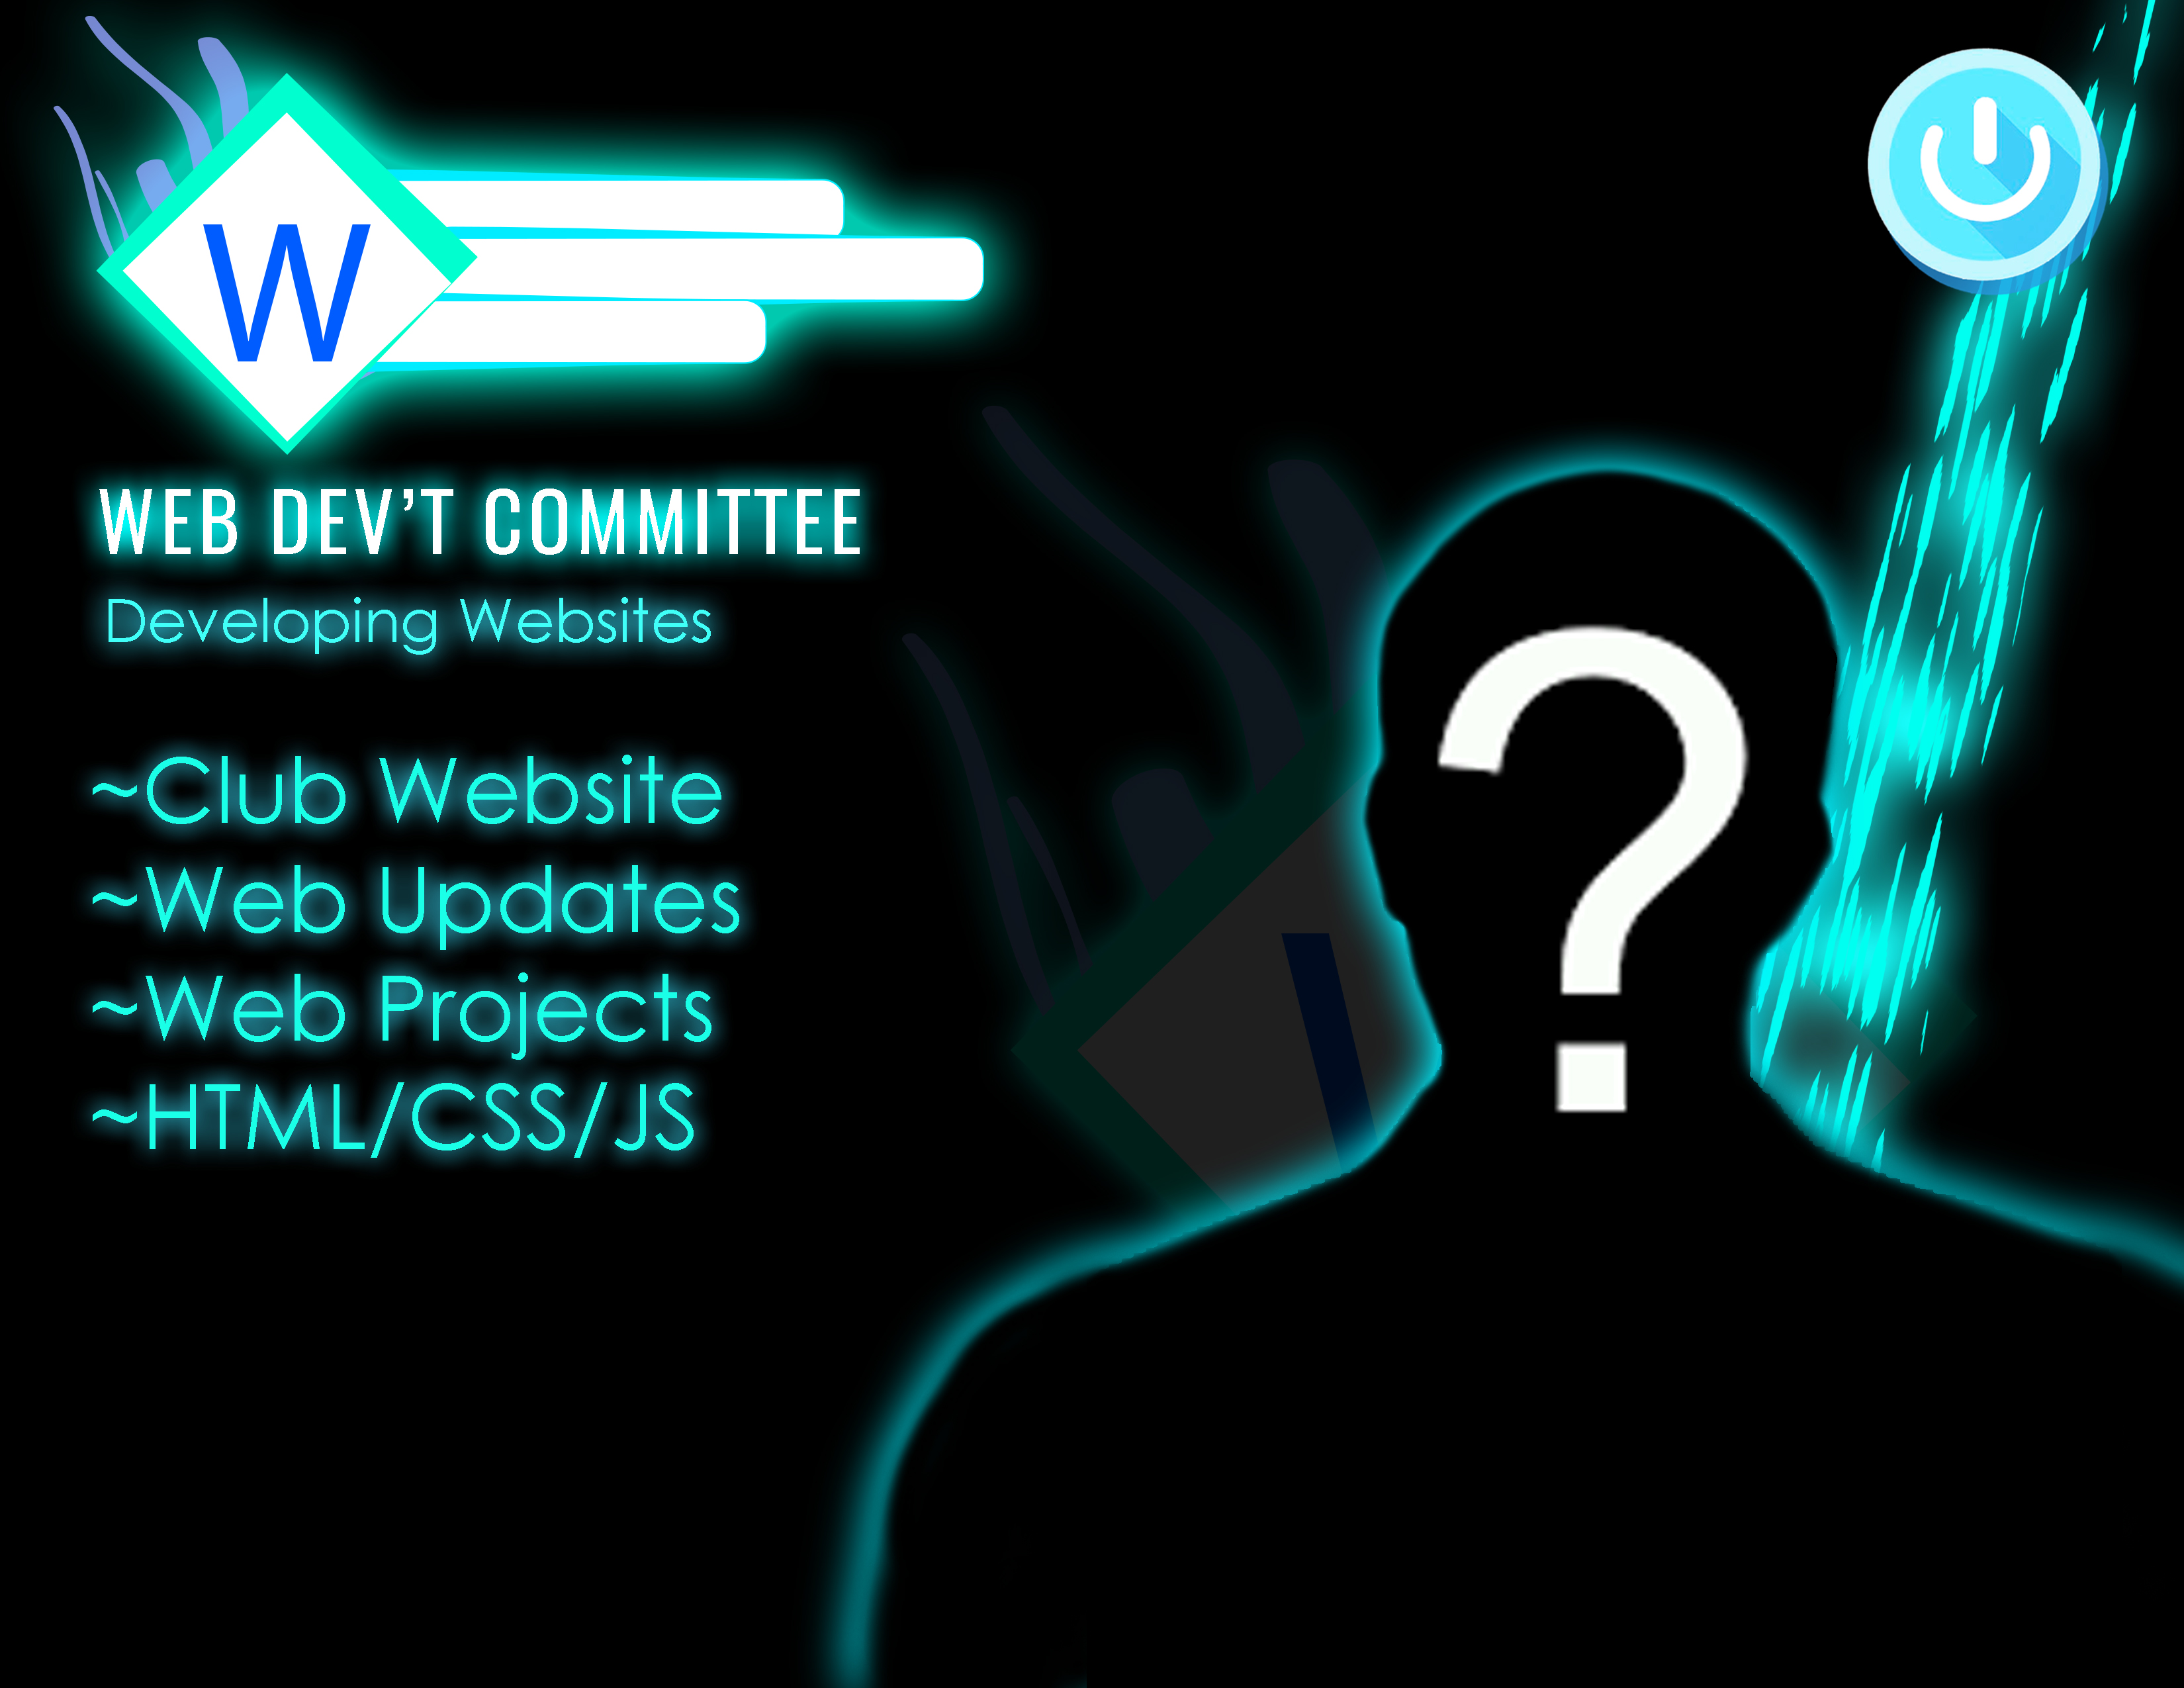 W
WEB DEV’T COMMITTEE
Developing Websites
~Club Website
~Web Updates
~Web Projects
~HTML/CSS/JS
?